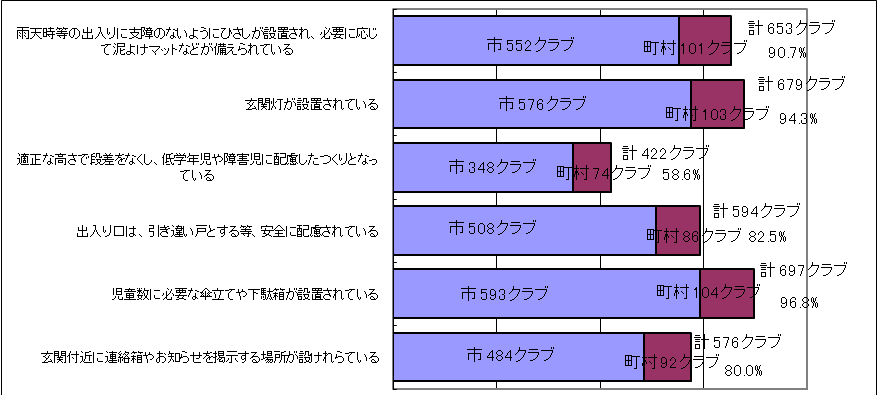 雨天時等の出入りに支障のないようにひさしが設置され、必要に応じ
て泥よけマットなどが備えられている
市552クラブ
町村101クラブ
計653クラブ
90.7%
玄関灯が設置されている
市576クラブ
町村103クラブ
計679クラブ
94.3%
適正な高さで段差をなくし、低学年児や障害児に配慮したつくりとなっ
ている
市348クラブ
町村74クラブ
計422クラブ
58.6%
出入り口は、引き違い戸とする等、安全に配慮されている
市508クラブ
町村86クラブ
計594クラブ
82.5%
児童数に必要な傘立てや下駄箱が設置されている
市593クラブ
町村104クラブ
計697クラブ
96.8%
玄関付近に連絡箱やお知らせを掲示する場所が設けれらている
市484クラブ
町村92クラブ
計576クラブ
80.0%